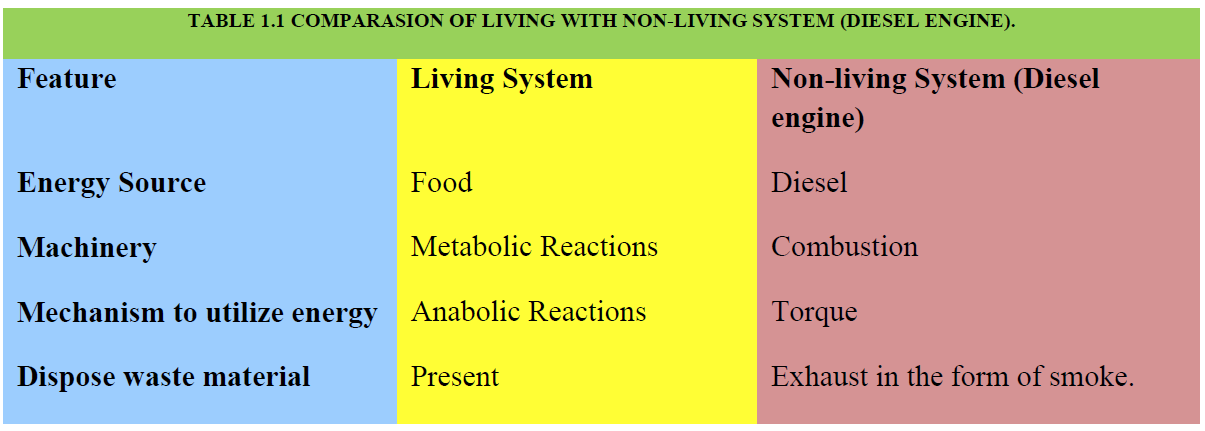 TABLE 1.1 COMPARASION OF LIVING WITH NON-LIVING SYSTEM (DIESEL ENGINE).
Feature Living System Non-living System (Diesel
engine)
Energy Source Food Diesel
Machinery Metabolic Reactions Combustion
Mechanism to utilize energy Anabolic Reactions Torque
Dispose waste material Present Exhaust in the form of smoke.